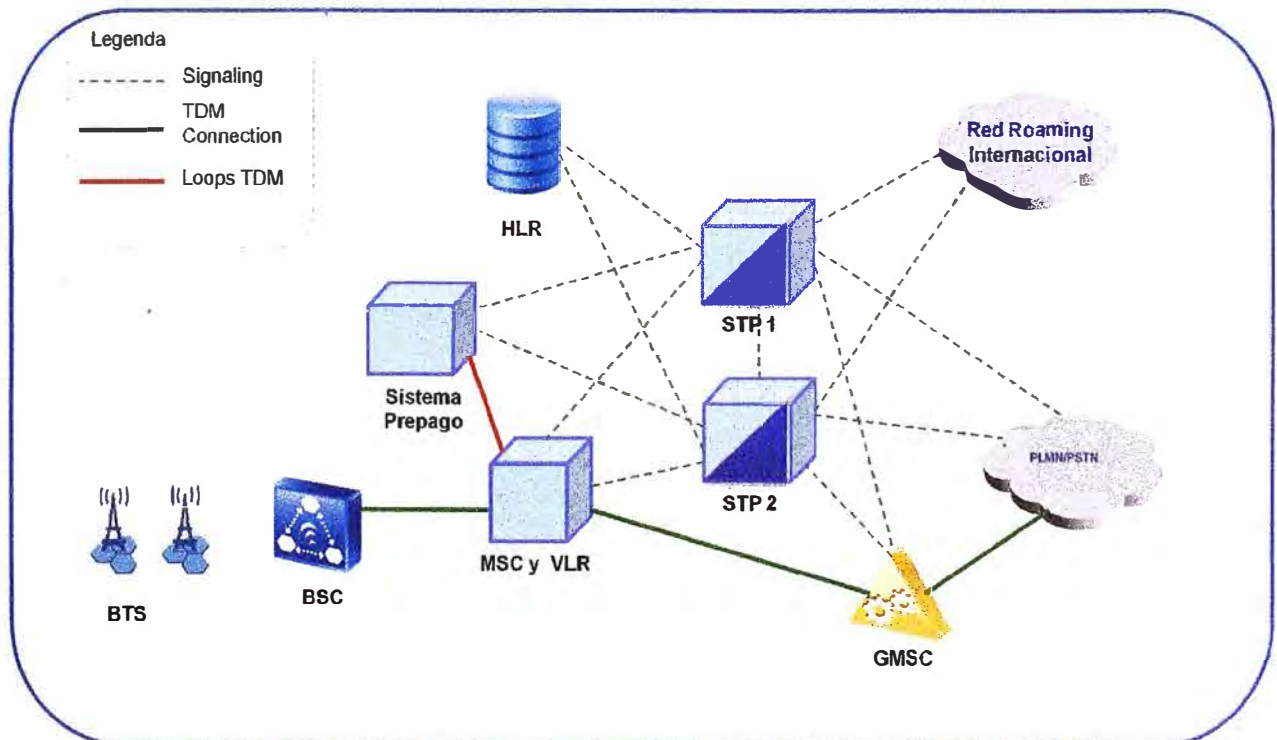 Legenda
Signaling
TDM
Connection
Loops TDM
HLR
Red Roaming
Internacional
STP 1
Sistema
Prepago
STP 2
PLMN/PSTN
MSC y VLR
BSC
BTS
GMSC